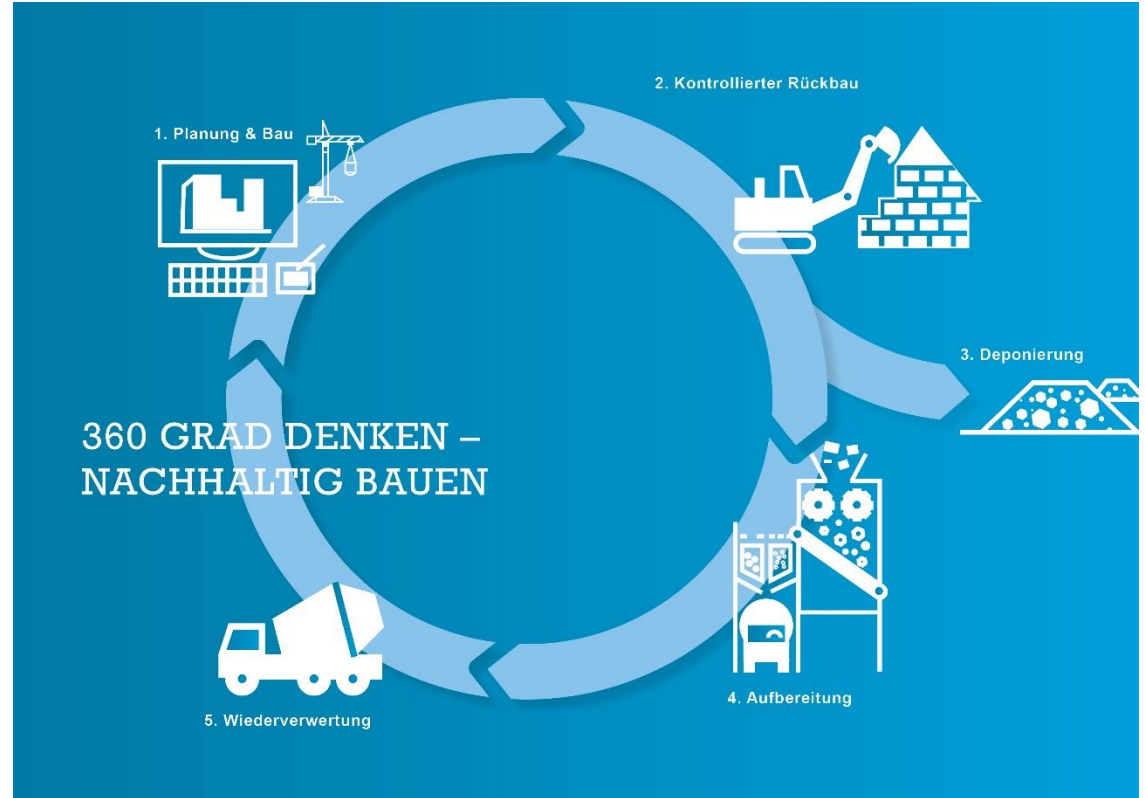 1. Planung & Bau
2. Kontrollierter Rückbau
3. Deponierung
360 GRAD DENKEN –
NACHHALTIG BAUEN
4. Aufbereitung
5. Wiederverwertung